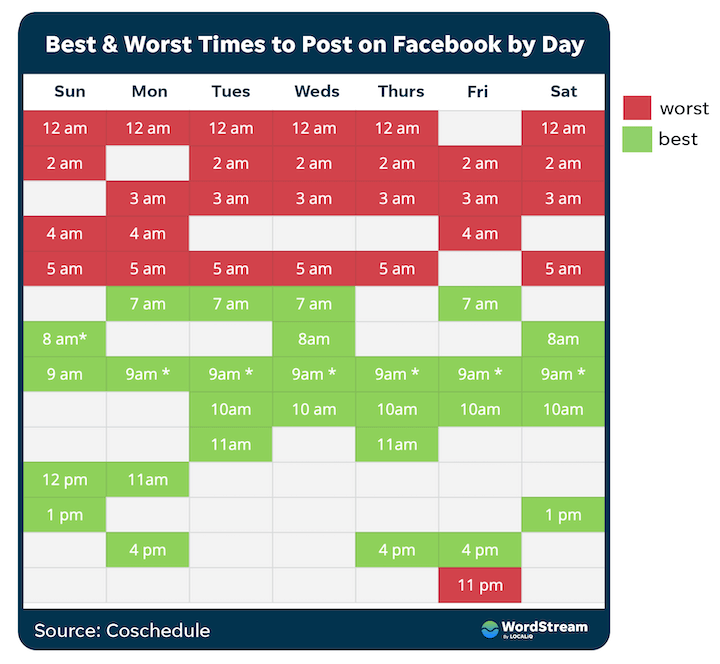 Best & Worst Times to Post on Facebook by Day
Sun Mon Tues Weds Thurs Fri Sat
12 am 12 am 12 am 12 am 12 am 12 am
2 am 2 am 2 am 2 am 2 am 2 am
3 am 3 am 3 am 3 am 3 am 3 am
4 am 4 am 4 am
5 am 5 am 5 am 5 am 5 am 5 am
7 am 7 am 7 am 7 am
8 am* 8am 8am
9 am 9am * 9am * 9am * 9am * 9am * 9am *
10am 10 am 10am 10am 10am
11am 11am
12 pm 11am
1 pm 1 pm
4 pm 4 pm 4 pm
11 pm
worst
best
Source: Coschedule
WordStream
By LOCALiQ